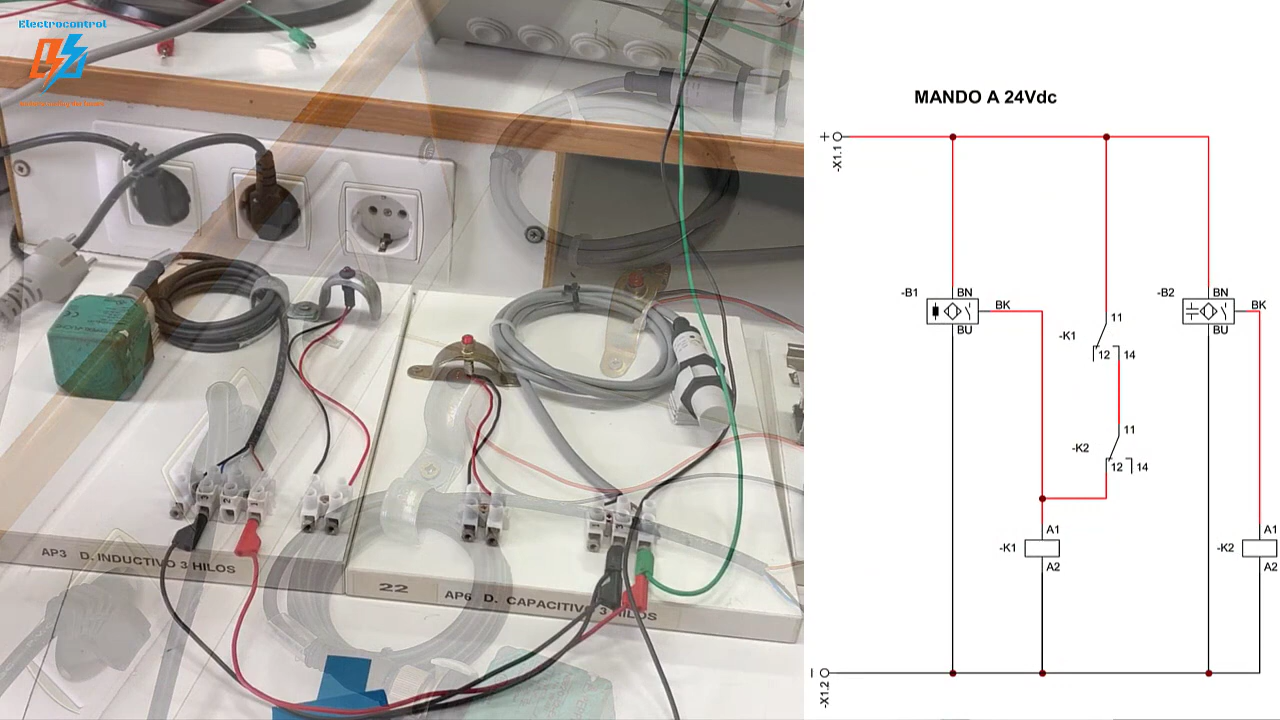 Electrocontrol
AP3 D. INDUCTIVO 3 HILOS
22
AP6 D. CAPACITIVO 3 HILOS
MANDO A 24Vdc
+
-X1.1
-B1
BN
BK
BU
-K1
11
12
14
-K2
11
12
14
-B2
BN
BK
BU
-K1
A1
A2
-K2
A1
A2
-X1.2